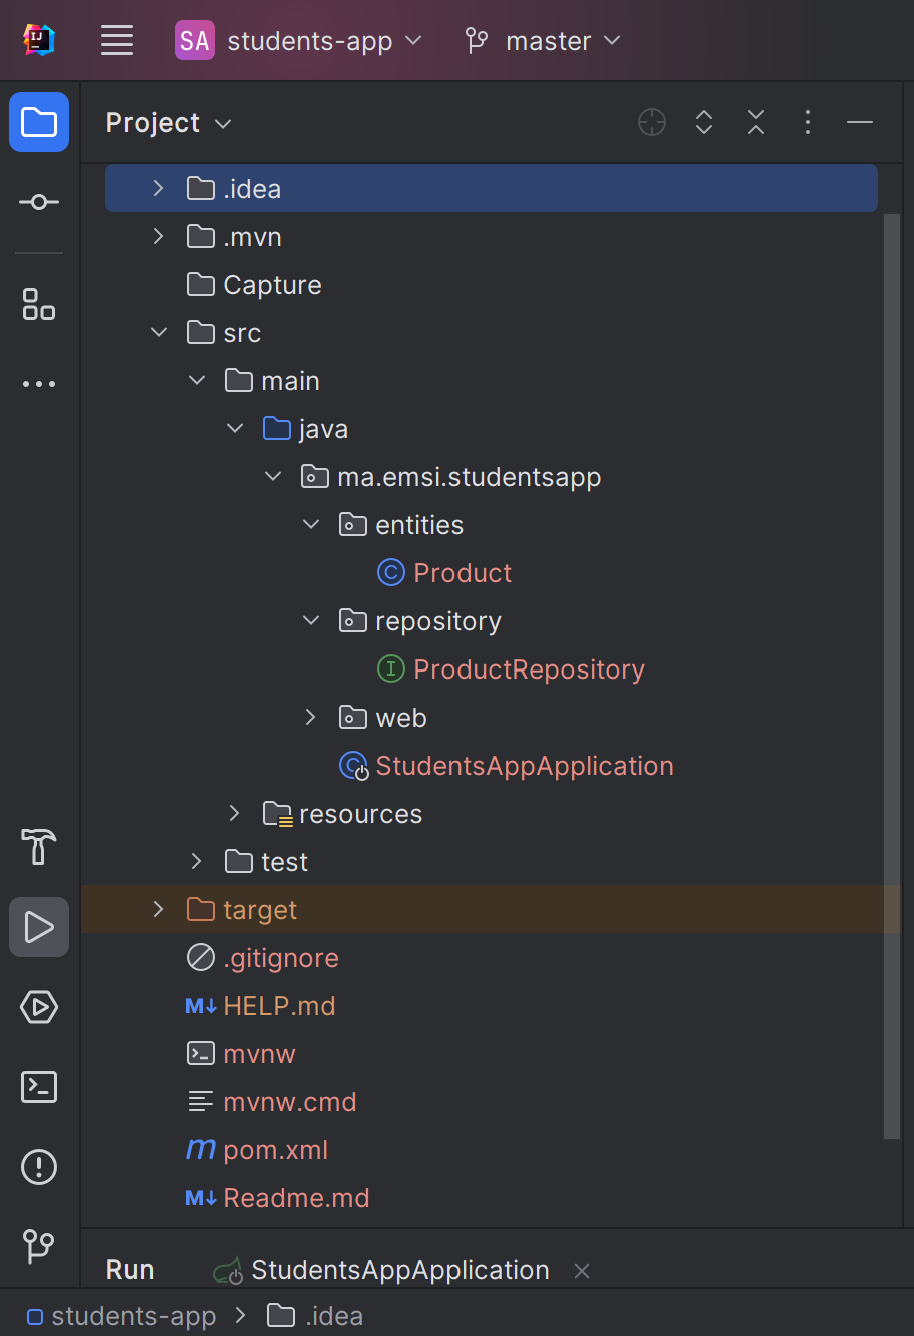 IJ
SA students-app master
Project
.idea
.mvn
Capture
src
main
java
ma.emsi.studentsapp
entities
C Product
repository
I ProductRepository
web
C StudentsAppApplication
resources
test
target
.gitignore
M↓ HELP.md
mvnw
mvnw.cmd
m pom.xml
M↓ Readme.md
Run StudentsAppApplication
students-app > .idea